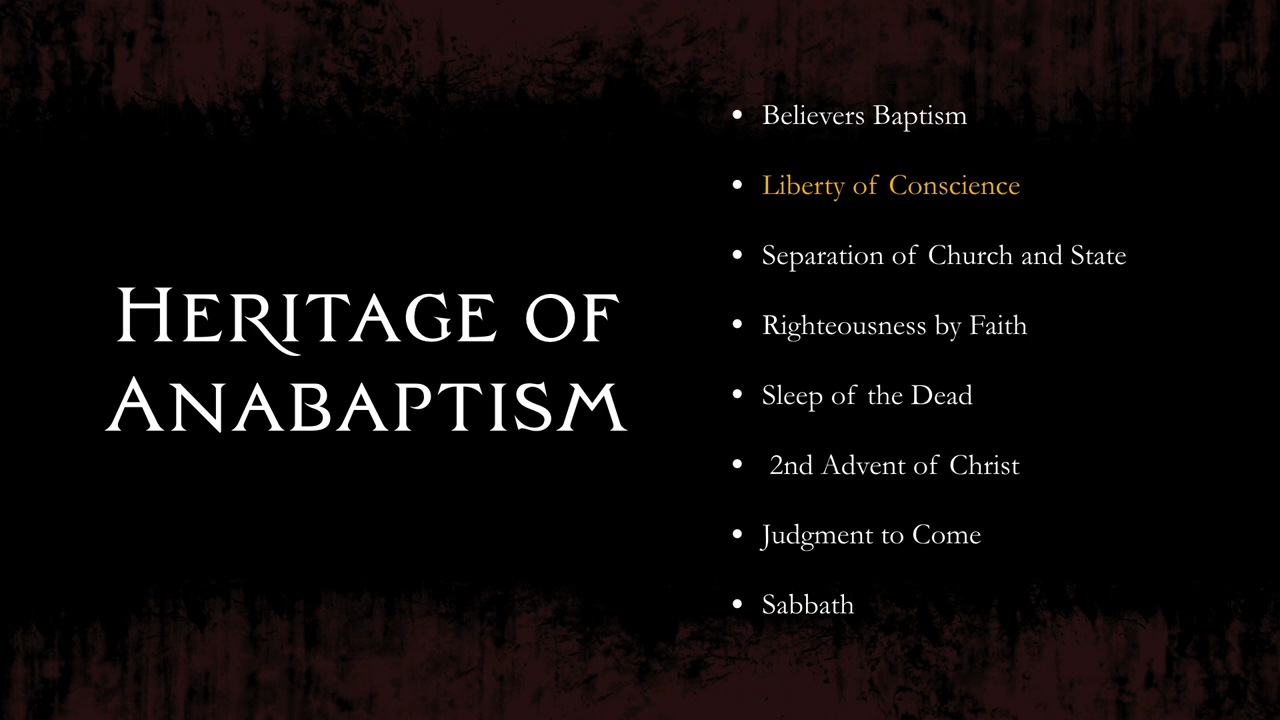 Heritage of
Anabaptism
• Believers Baptism
• Liberty of Conscience
• Separation of Church and State
• Righteousness by Faith
• Sleep of the Dead
• 2nd Advent of Christ
• Judgment to Come
• Sabbath